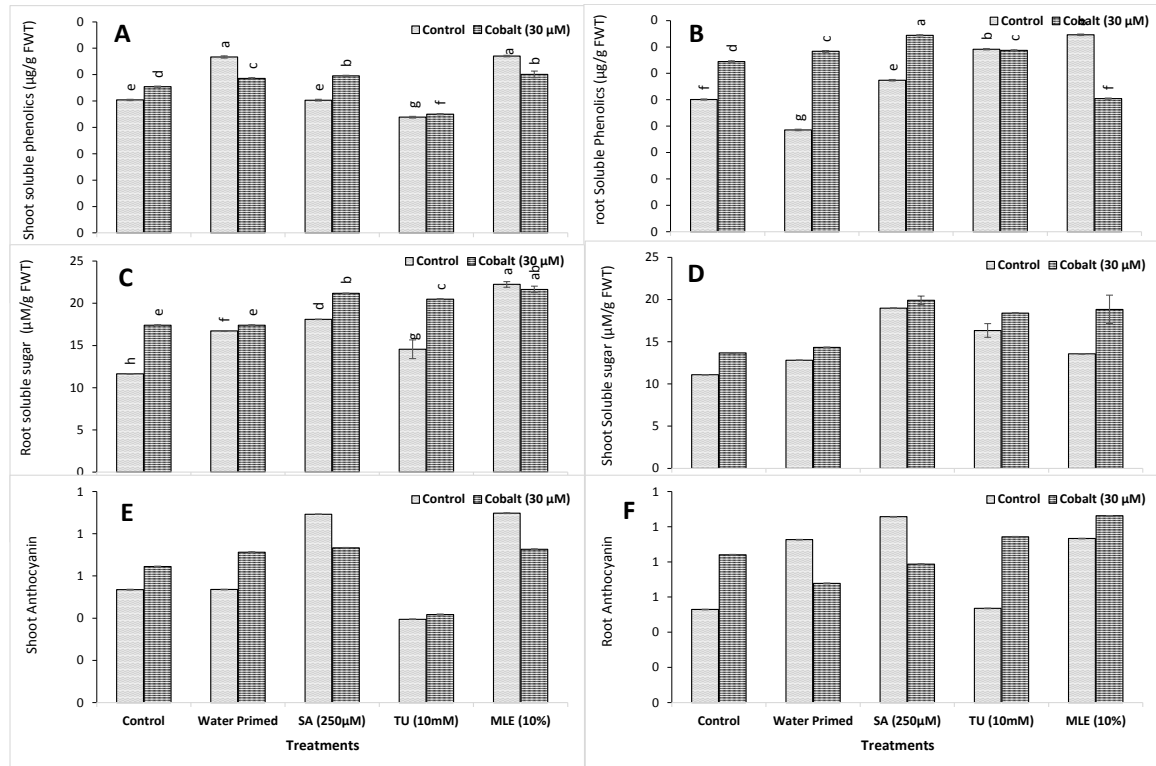 A
Control Cobalt (30 µM)
Shoot soluble phenolics (µg/g FWT)
0
0
0
0
0
0
0
0
0
e d a c e b g f a b
B
Control Cobalt (30 µM)
root Soluble Phenolics (µg/g FWT)
0
0
0
0
0
0
0
0
0
f d g c e a b c f
C
Control Cobalt (30 µM)
Root soluble sugar (µM/g FWT)
25
20
15
10
5
0
h e f e d b g c a ab
D
Control Cobalt (30 µM)
Shoot Soluble sugar (µM/g FWT)
25
20
15
10
5
0
E
Control Cobalt (30 µM)
Shoot Anthocyanin
1
1
1
0
0
0
Control Water Primed SA (250µM) TU (10mM) MLE (10%)
Treatments
F
Control Cobalt (30 µM)
Root Anthocyanin
1
1
1
1
0
0
0
Control Water Primed SA (250µM) TU (10mM) MLE (10%)
Treatments